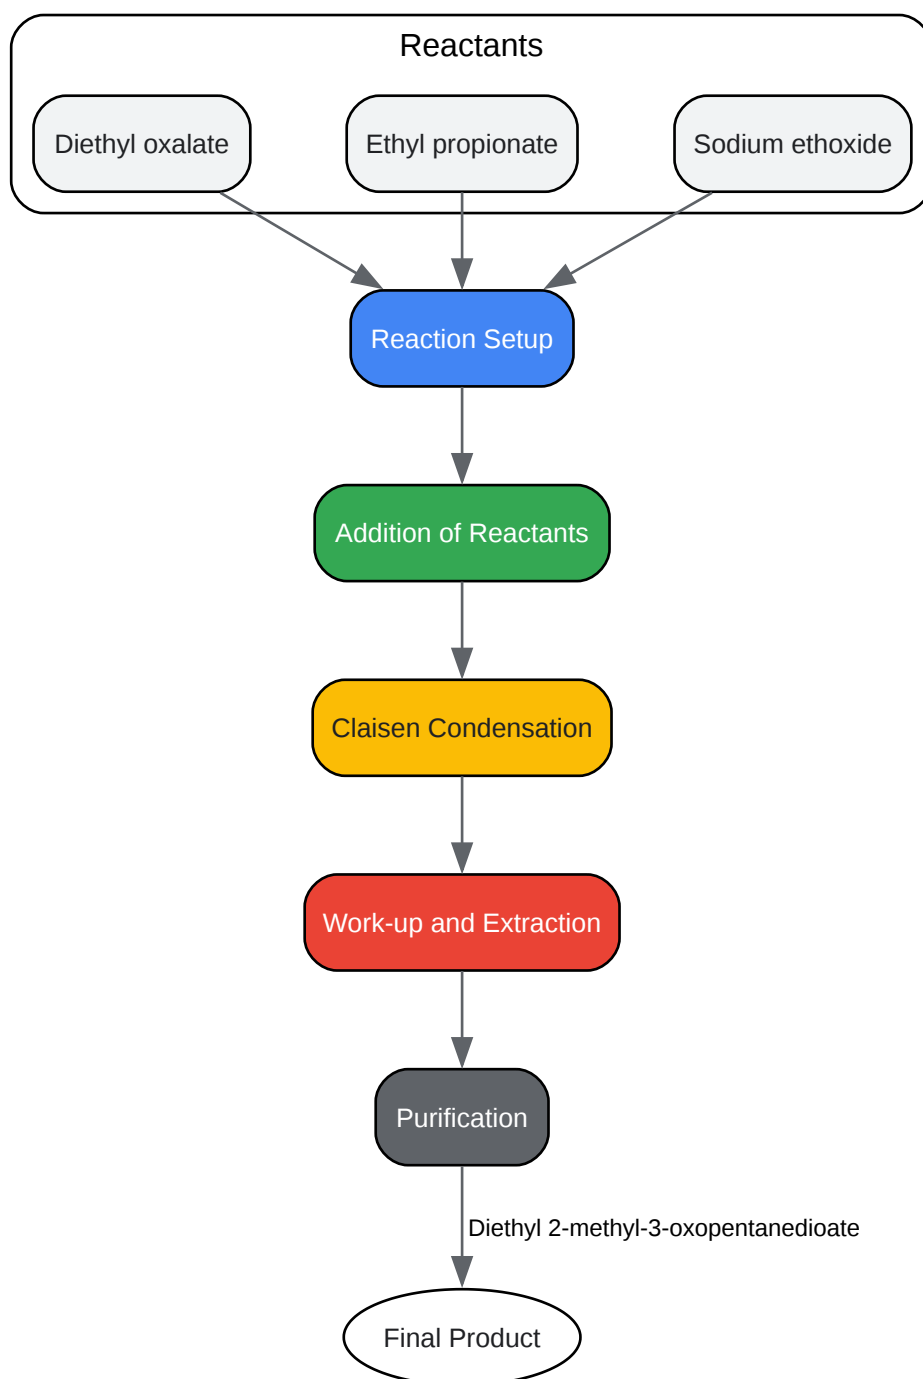 Reactants
Diethyl oxalate
Ethyl propionate
Sodium ethoxide
Reaction Setup
Addition of Reactants
Claisen Condensation
Work-up and Extraction
Purification
Diethyl 2-methyl-3-oxopentanedioate
Final Product